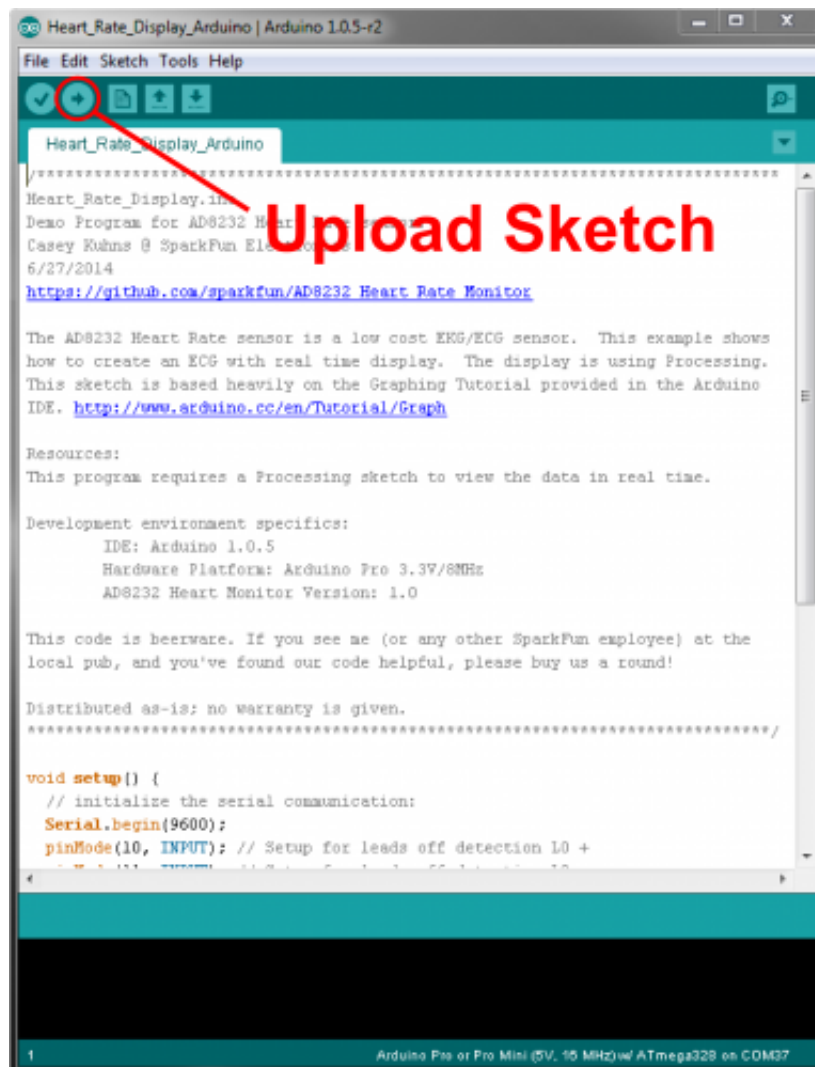 Heart_Rate_Display_Arduino | Arduino 1.0.5-r2
File Edit Sketch Tools Help
Heart_Rate_Display_Arduino
/*******************************************************************************
Heart_Rate_Display.in
Demo Program for AD8232 Heart
Casey Kuhns @ SparkFun
6/27/2014
https://github.com/sparkfun/AD8232 Heart Rate Monitor
Upload Sketch
The AD8232 Heart Rate sensor is a low cost EKG/ECG sensor. This example shows
how to create an ECG with real time display. The display is using Processing.
This sketch is based heavily on the Graphing Tutorial provided in the Arduino
IDE. http://www.arduino.cc/en/Tutorial/Graph
Resources:
This program requires a Processing sketch to view the data in real time.
Development environment specifics:
IDE: Arduino 1.0.5
Hardware Platform: Arduino Pro 3.3V/8MHz
AD8232 Heart Monitor Version: 1.0
This code is beerware. If you see me (or any other SparkFun employee) at the
local pub, and you've found our code helpful, please buy us a round!
Distributed as-is; no warranty is given.
*******************************************************************************/
void setup() {
// initialize the serial communication:
Serial.begin(9600);
pinMode(10, INPUT); // Setup for leads off detection LO +
1
Arduino Pro or Pro Mini (5V, 16 MHz) w/ ATmega328 on COM37